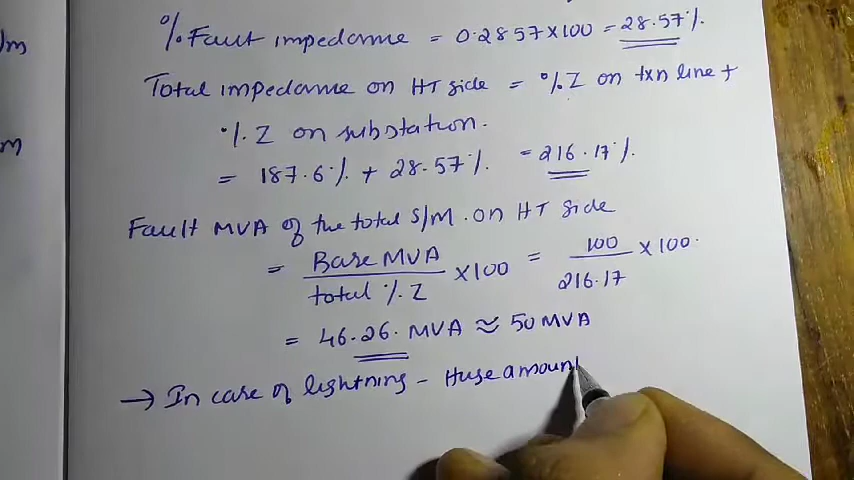 m
m
% Fault impedance = 0.2857 x 100 = 28.57 %.
Total impedance on HT side = % Z on txn line +
% Z on substation.
= 187.6 % + 28.57 % = 216.17 %.
Fault MVA of the total S/M. on HT side
= Base MVA / total % Z x 100 = 100 / 216.17 x 100.
= 46.26. MVA ≈ 50 MVA
→ In case of lightning - Huge amount